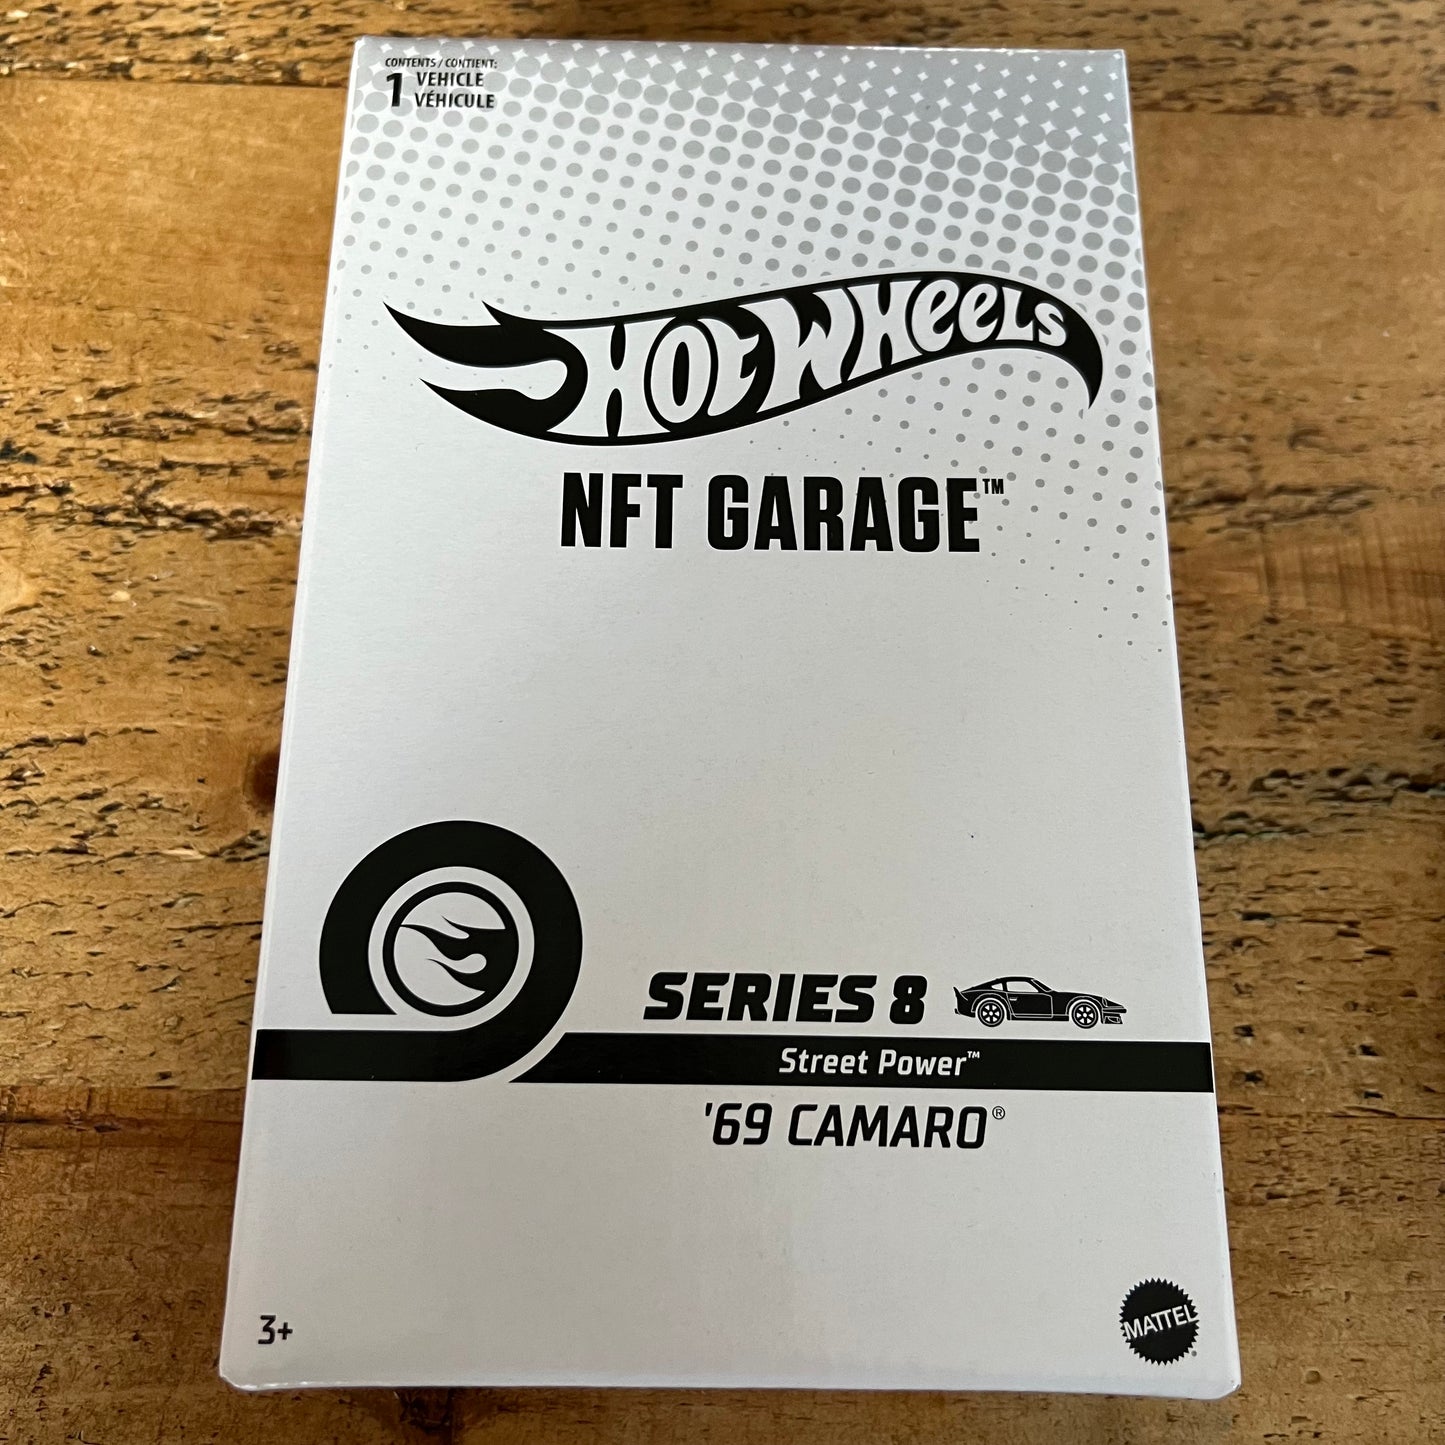 CONTENTS / CONTIENT:
1 VEHICLE
VÉHICULE
HOT WHEELS
NFT GARAGE™
SERIES 8
Street Power™
'69 CAMARO®
3+
MATTEL®